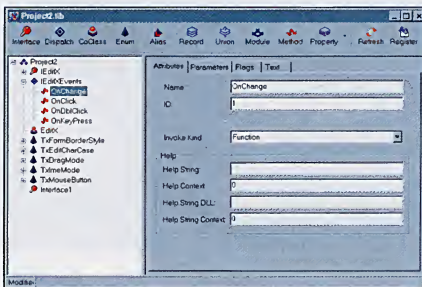 Project2.tlb
Interface Dispatch CoClass Enum Alias Record Union Module Method Property Refresh Register
Project2
IEditX
IEditXEvents
OnChange
OnClick
OnDblClick
OnKeyPress
EditX
TxFormBorderStyle
TxEditCharCase
TxDragMode
TxImeMode
TxMouseButton
Interface1
Attributes Parameters Flags Text
Name: OnChange
ID: 1
Invoke Kind: Function
Help
Help String:
Help Context: 0
Help String DLL:
Help String Context: 0
Modified